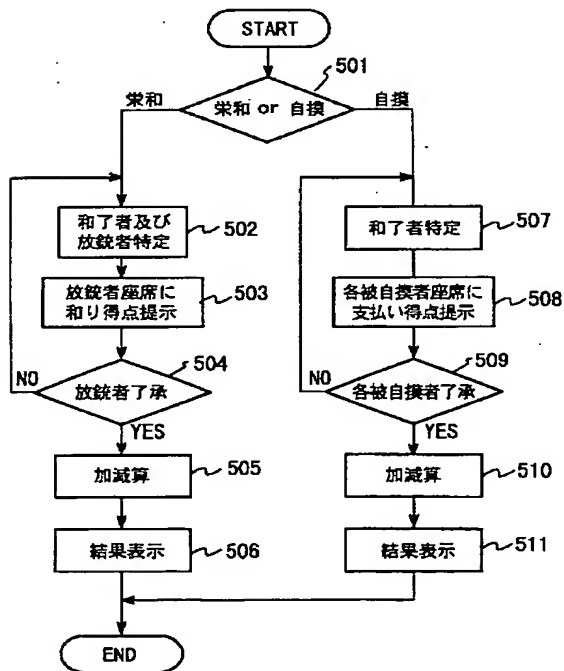 START
501
栄和
栄和 or 自摸
自摸
和了者及び
放銃者特定
502
和了者特定
507
放銃者座席に
和り得点提示
503
各被自摸者座席に
支払い得点提示
508
504
NO
放銃者了承
YES
509
NO
各被自摸者了承
YES
加減算
505
加減算
510
結果表示
506
結果表示
511
END